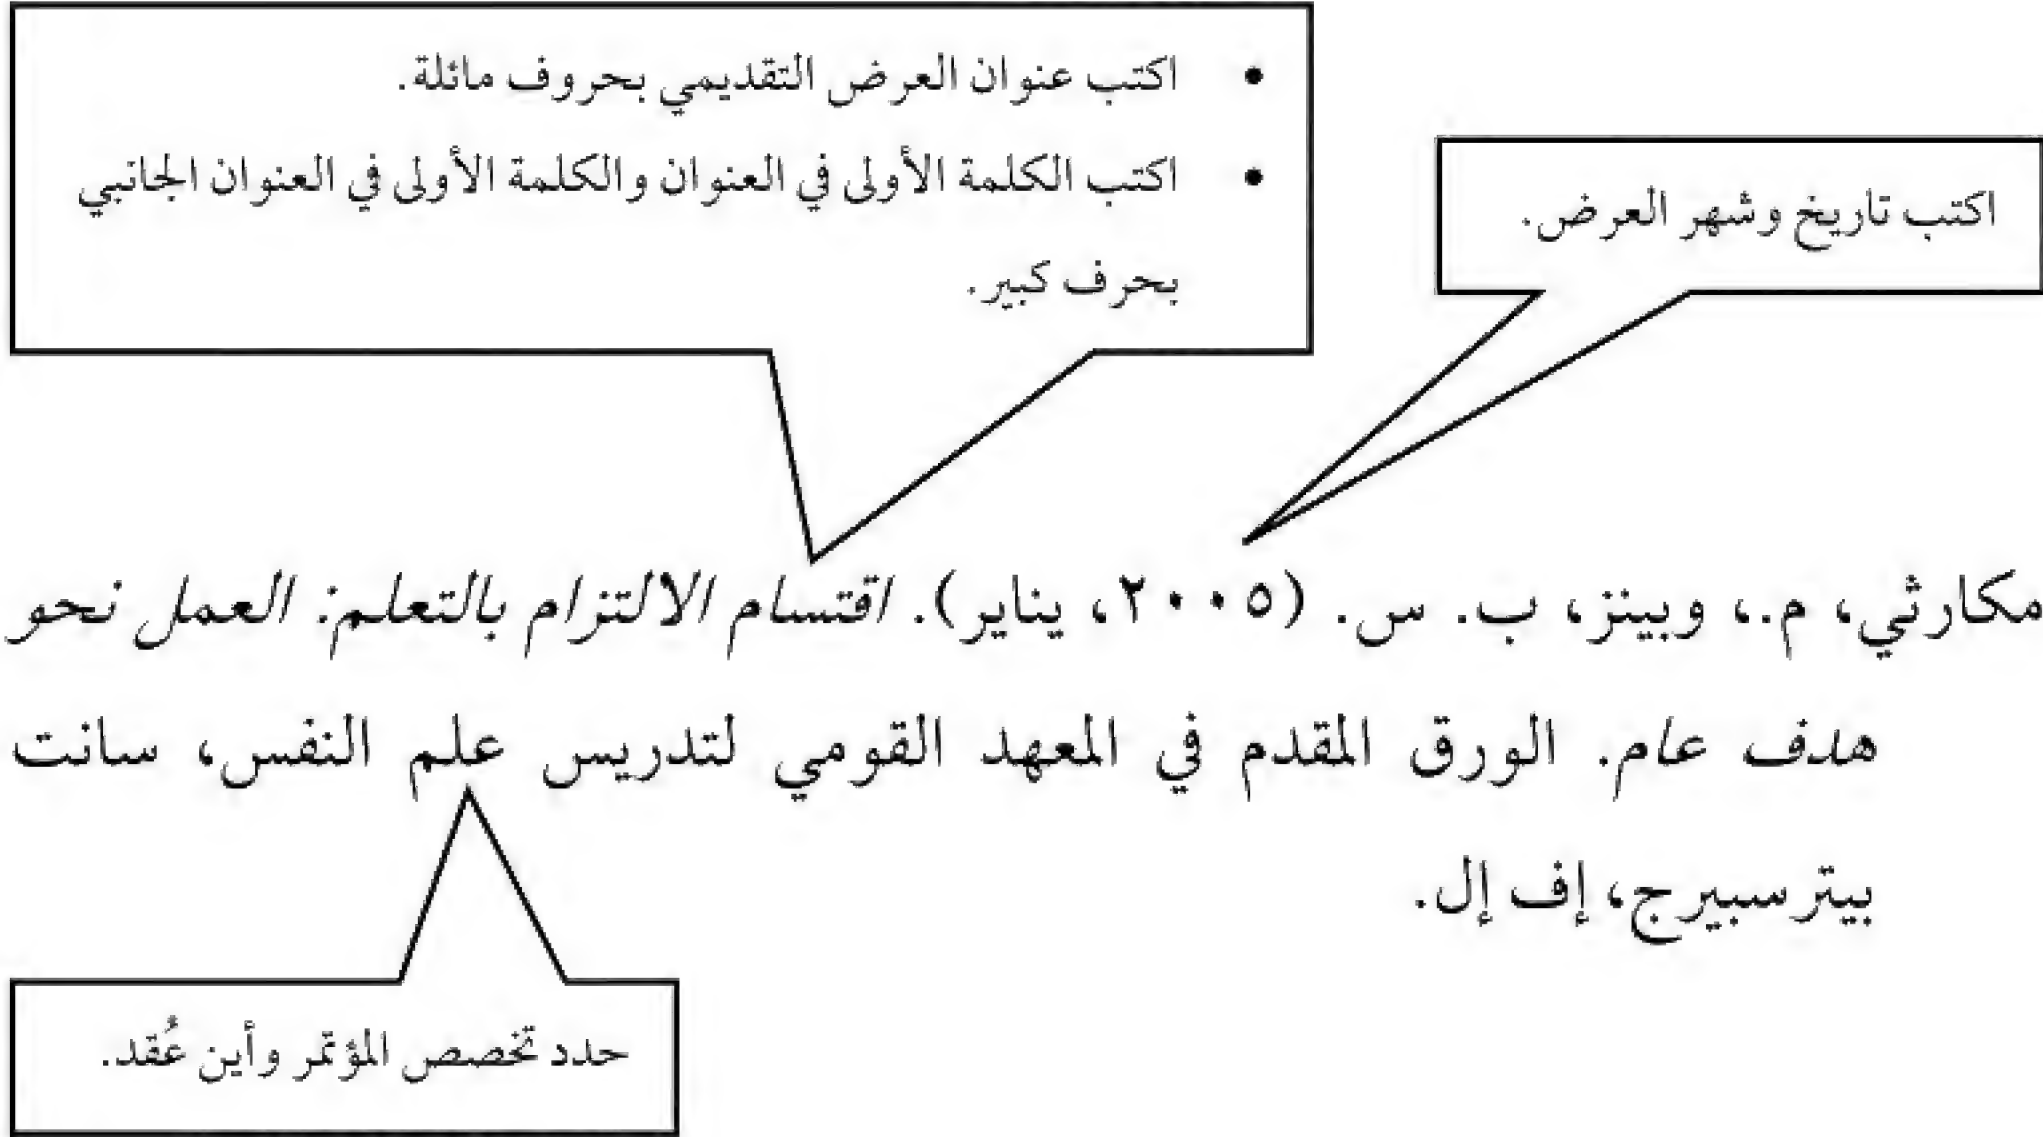 • اكتب عنوان العرض التقديمي بحروف مائلة.
• اكتب الكلمة الأولى في العنوان والكلمة الأولى في العنوان الجانبي
بحرف كبير.
اكتب تاريخ وشهر العرض.
مكارثي، م.، وبينز، ب. س. (٢٠٠٥، يناير). اقتسام الالتزام بالتعلم: العمل نحو
هدف عام. الورق المقدم في المعهد القومي لتدريس علم النفس، سانت
بيترسبيرج، إف إل.
حدد تخصص المؤتمر وأين عُقد.